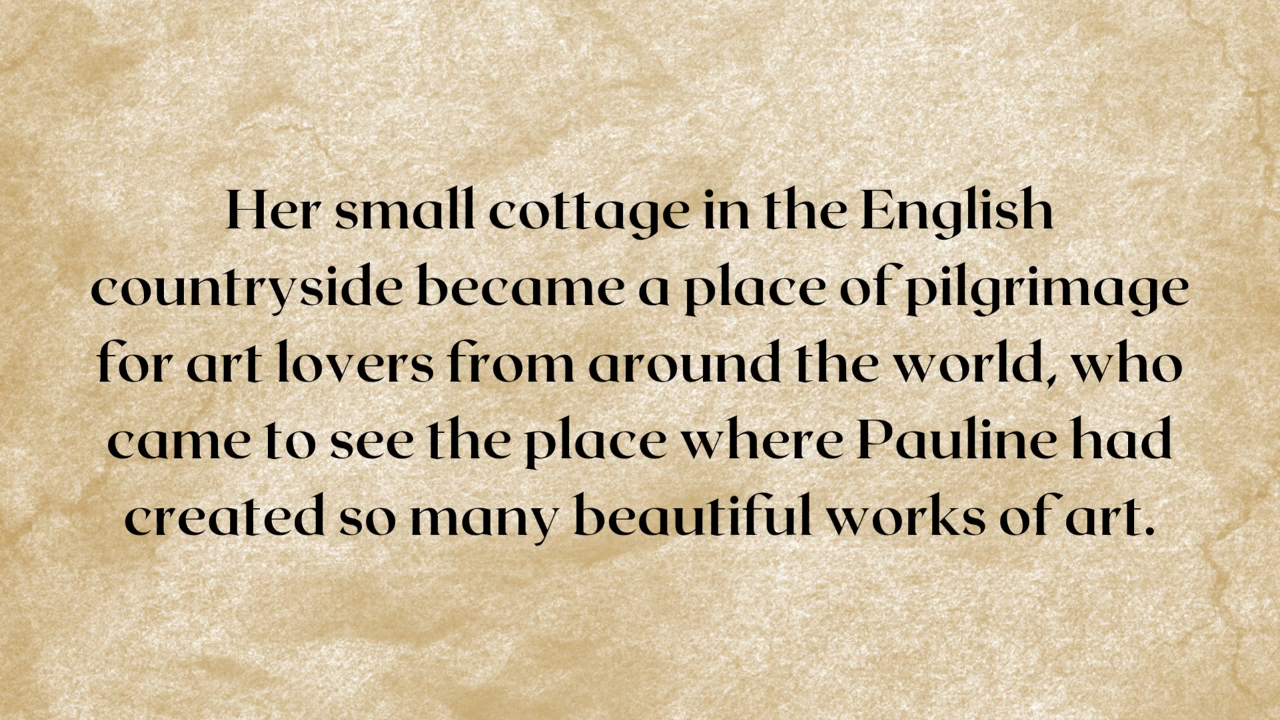 Her small cottage in the English
countryside became a place of pilgrimage
for art lovers from around the world, who
came to see the place where Pauline had
created so many beautiful works of art.